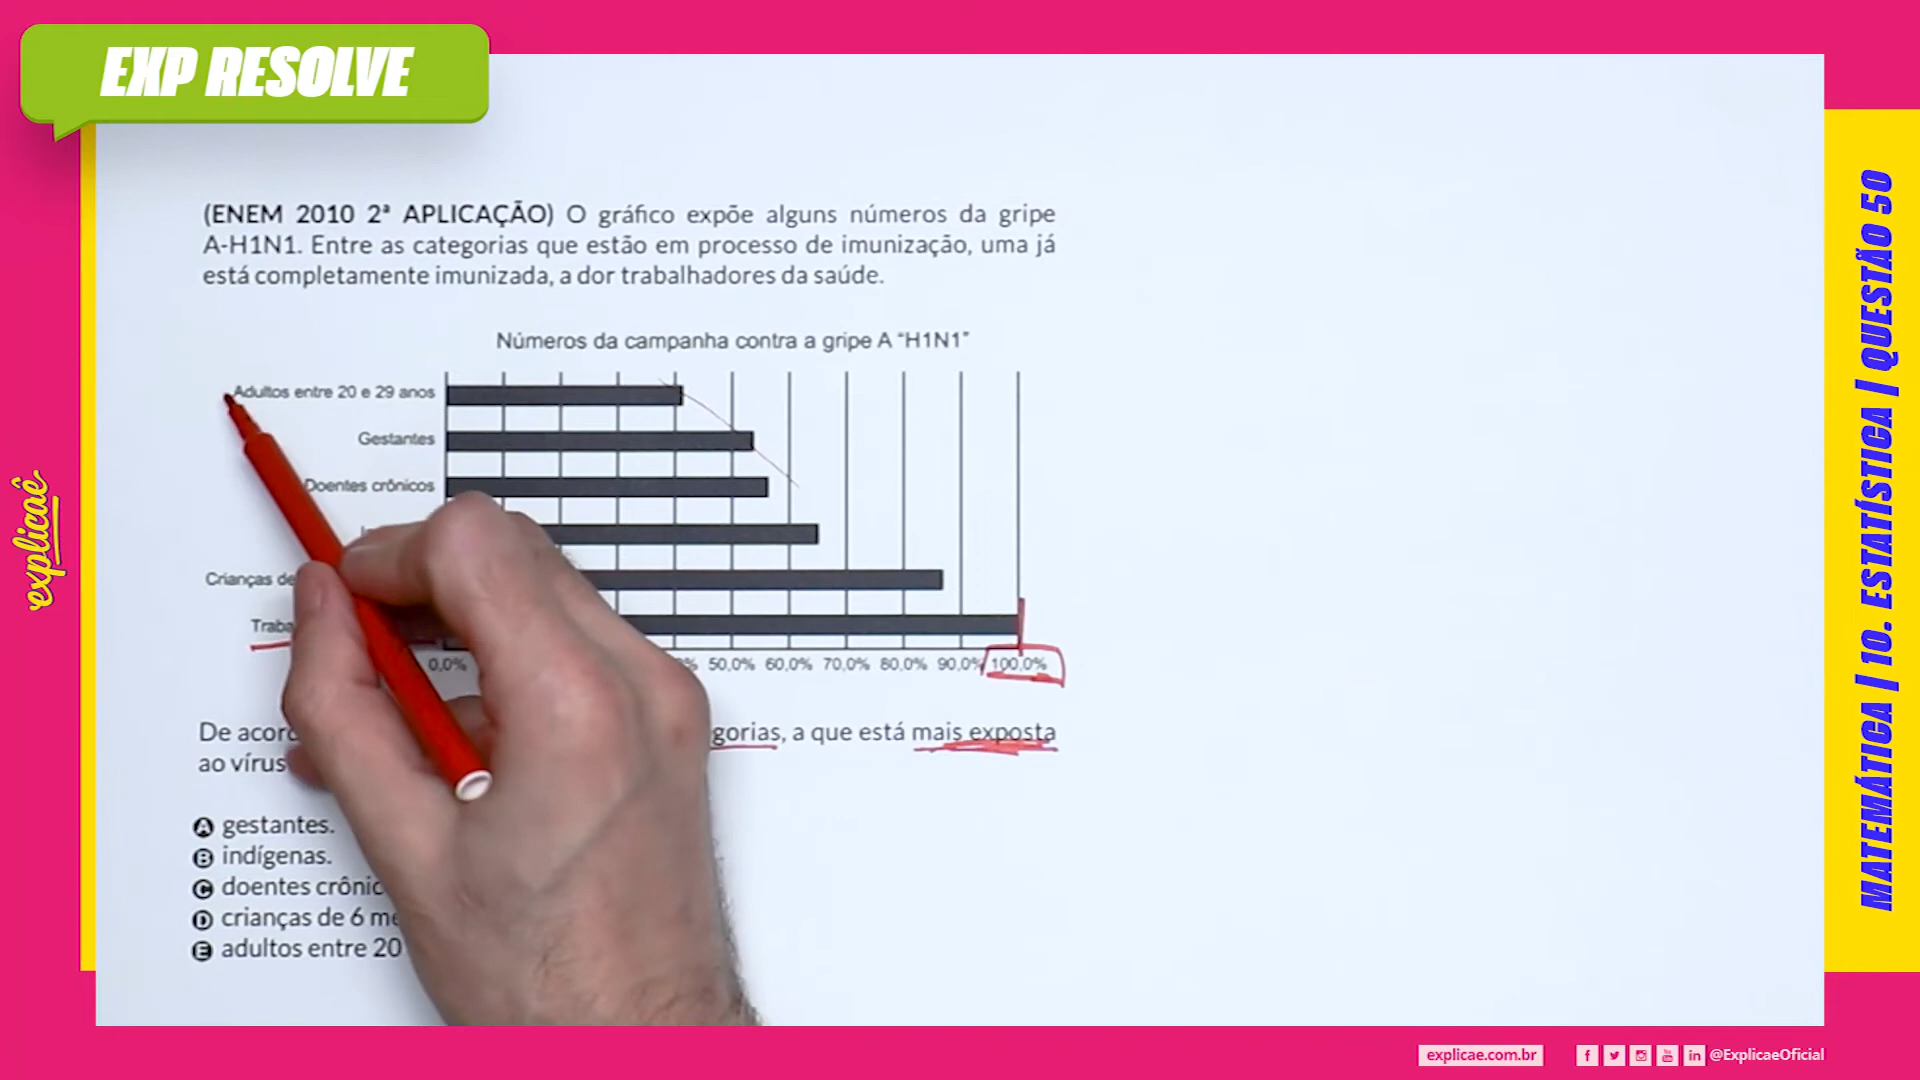 EXP RESOLVE
(ENEM 2010 2ª APLICAÇÃO) O gráfico expõe alguns números da gripe
A-H1N1. Entre as categorias que estão em processo de imunização, uma já
está completamente imunizada, a dor trabalhadores da saúde.
Números da campanha contra a gripe A "H1N1"
Adultos entre 20 e 29 anos
Gestantes
Doentes crônicos
Crianças de
0,0% 50,0% 60,0% 70,0% 80,0% 90,0% 100,0%
De , a que está mais exposta
ao vírus
A gestantes.
B indígenas.
C doentes
D crianças de 6
E adultos entre 20
explicaê
MATEMÁTICA | 10. ESTATÍSTICA | QUESTÃO 50
explicae.com.br
@ExplicaeOficial